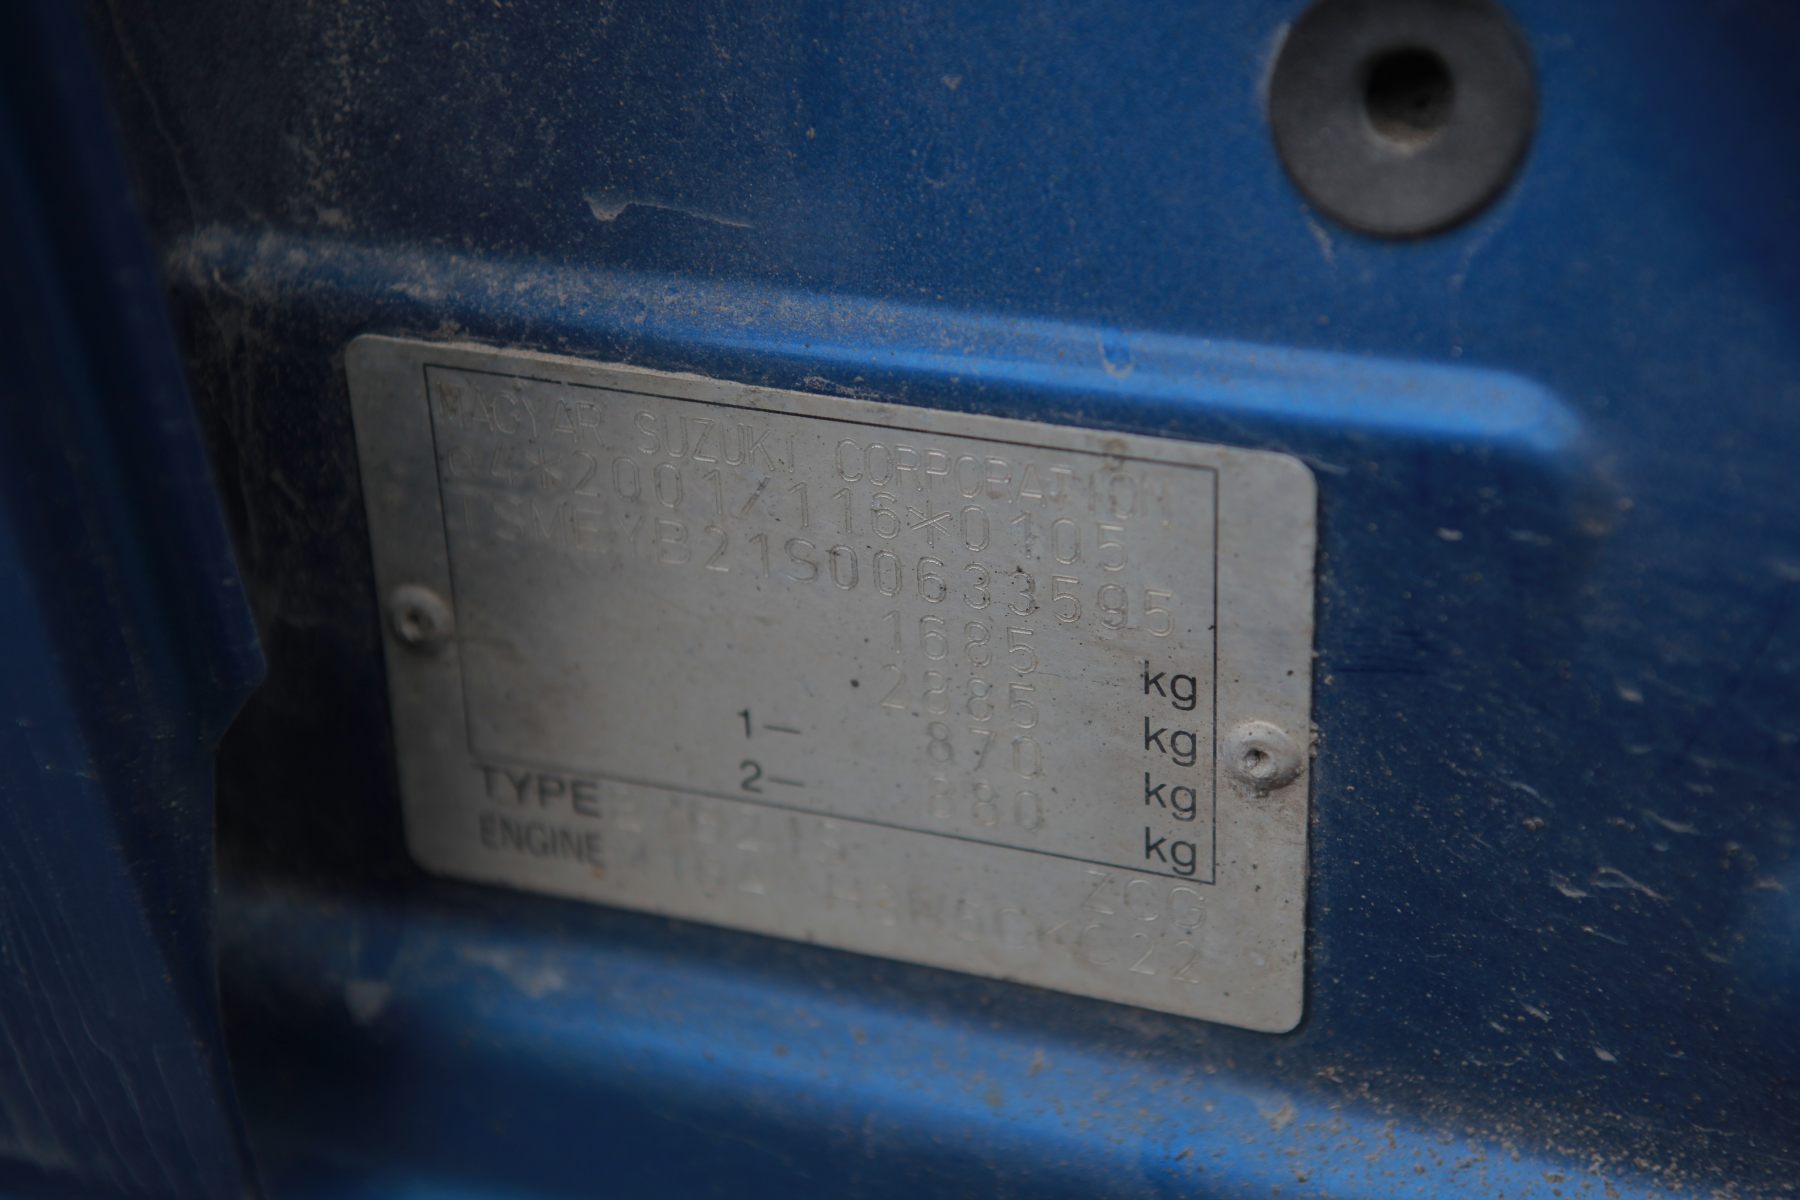 MAGYAR SUZUKI CORPORATION
e4*2001/116*0105
TSMEYB21S00633595
1685 kg
2885 kg
1— 870 kg
2— 880 kg
TYPE ZCG
ENGINE C22